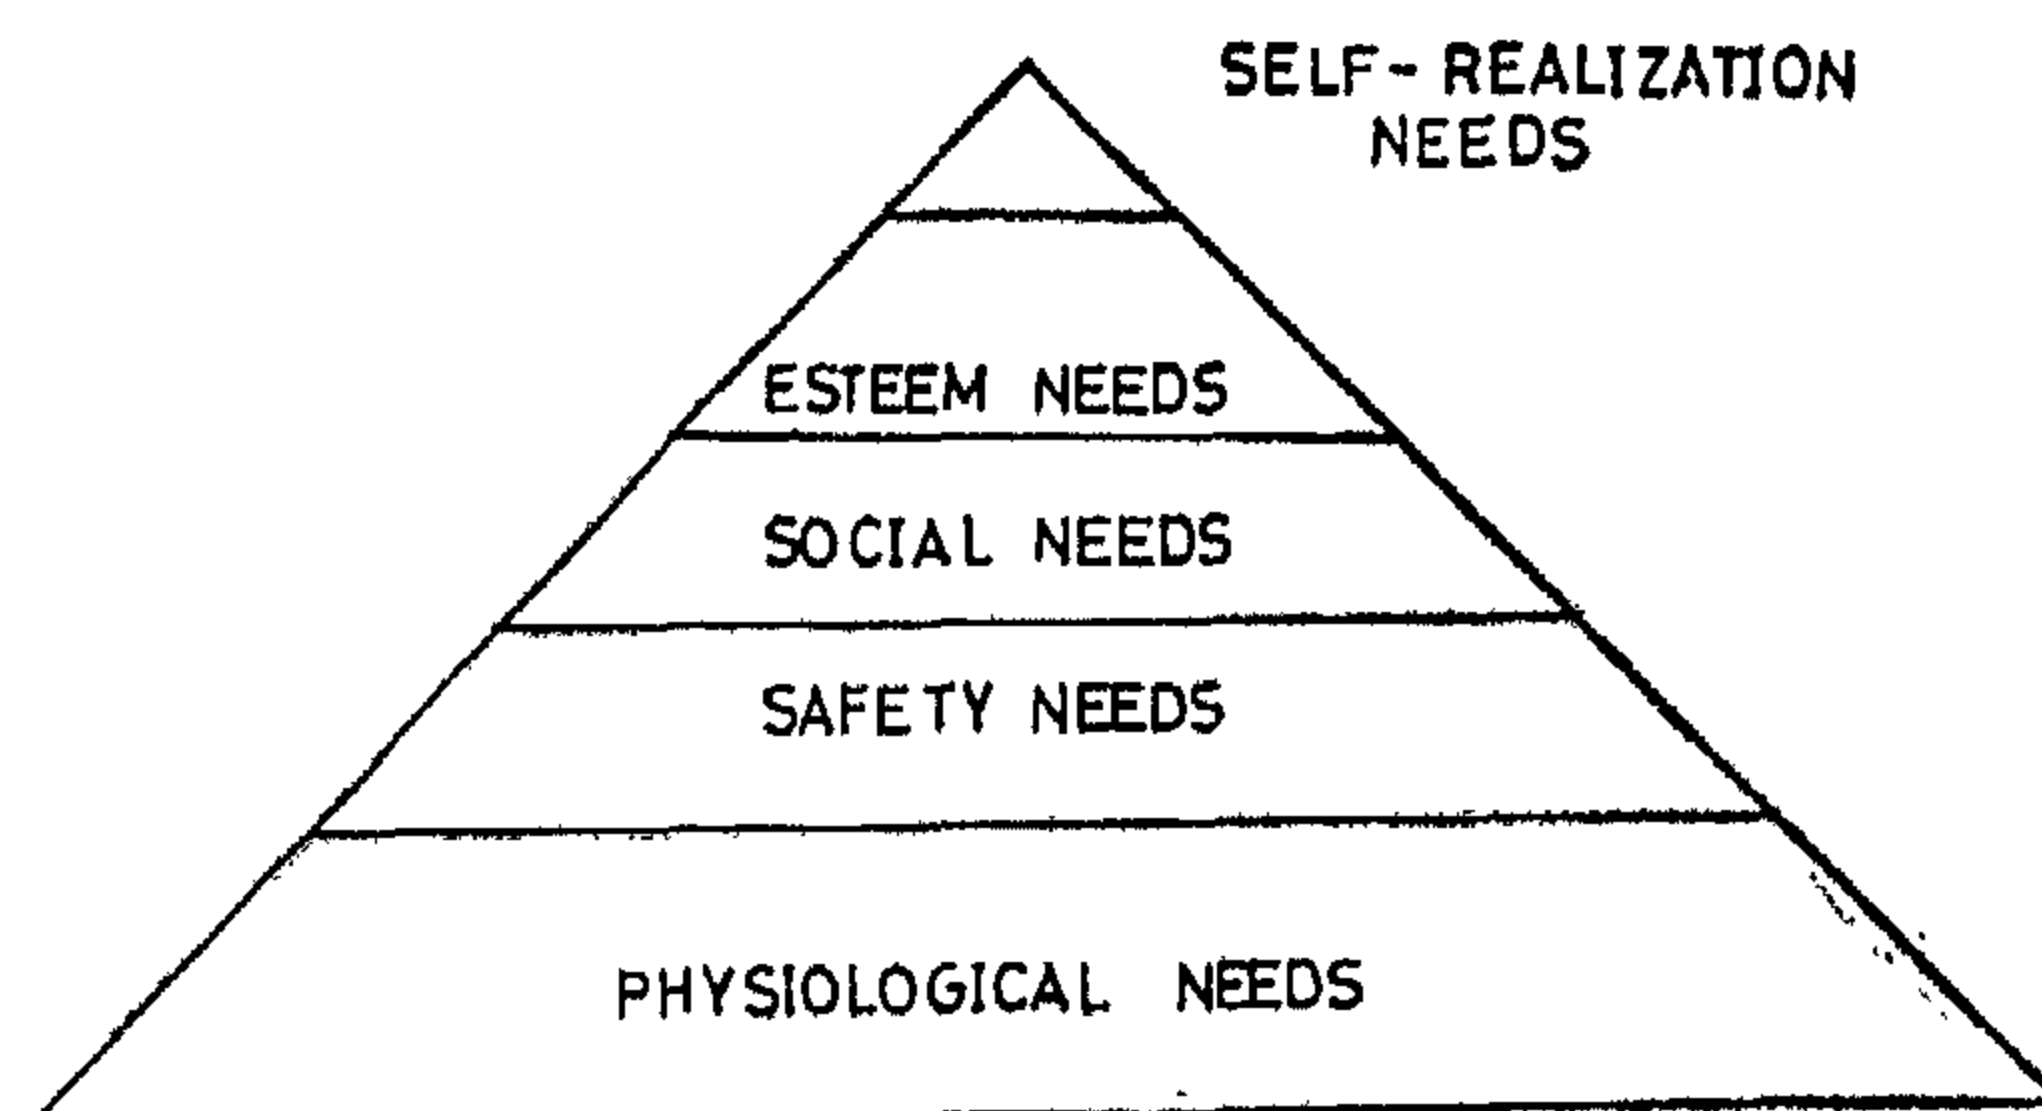 SELF-REALIZATION
NEEDS
ESTEEM NEEDS
SOCIAL NEEDS
SAFETY NEEDS
PHYSIOLOGICAL NEEDS